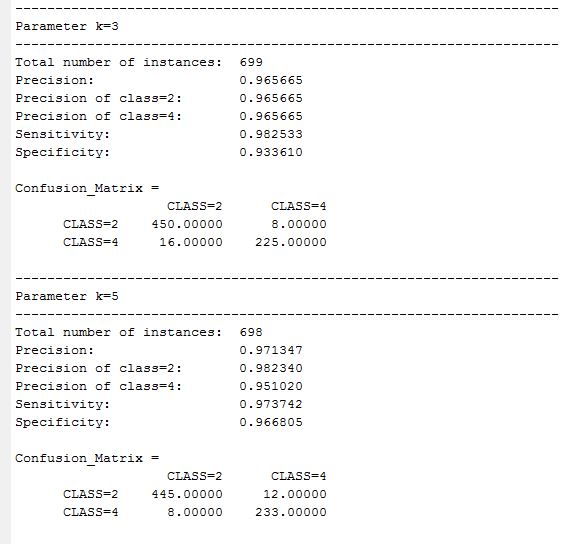 Parameter k=3
Total number of instances: 699
Precision: 0.965665
Precision of class=2: 0.965665
Precision of class=4: 0.965665
Sensitivity: 0.982533
Specificity: 0.933610
Confusion_Matrix =
CLASS=2 CLASS=4
CLASS=2 450.00000 8.00000
CLASS=4 16.00000 225.00000
Parameter k=5
Total number of instances: 698
Precision: 0.971347
Precision of class=2: 0.982340
Precision of class=4: 0.951020
Sensitivity: 0.973742
Specificity: 0.966805
Confusion_Matrix =
CLASS=2 CLASS=4
CLASS=2 445.00000 12.00000
CLASS=4 8.00000 233.00000